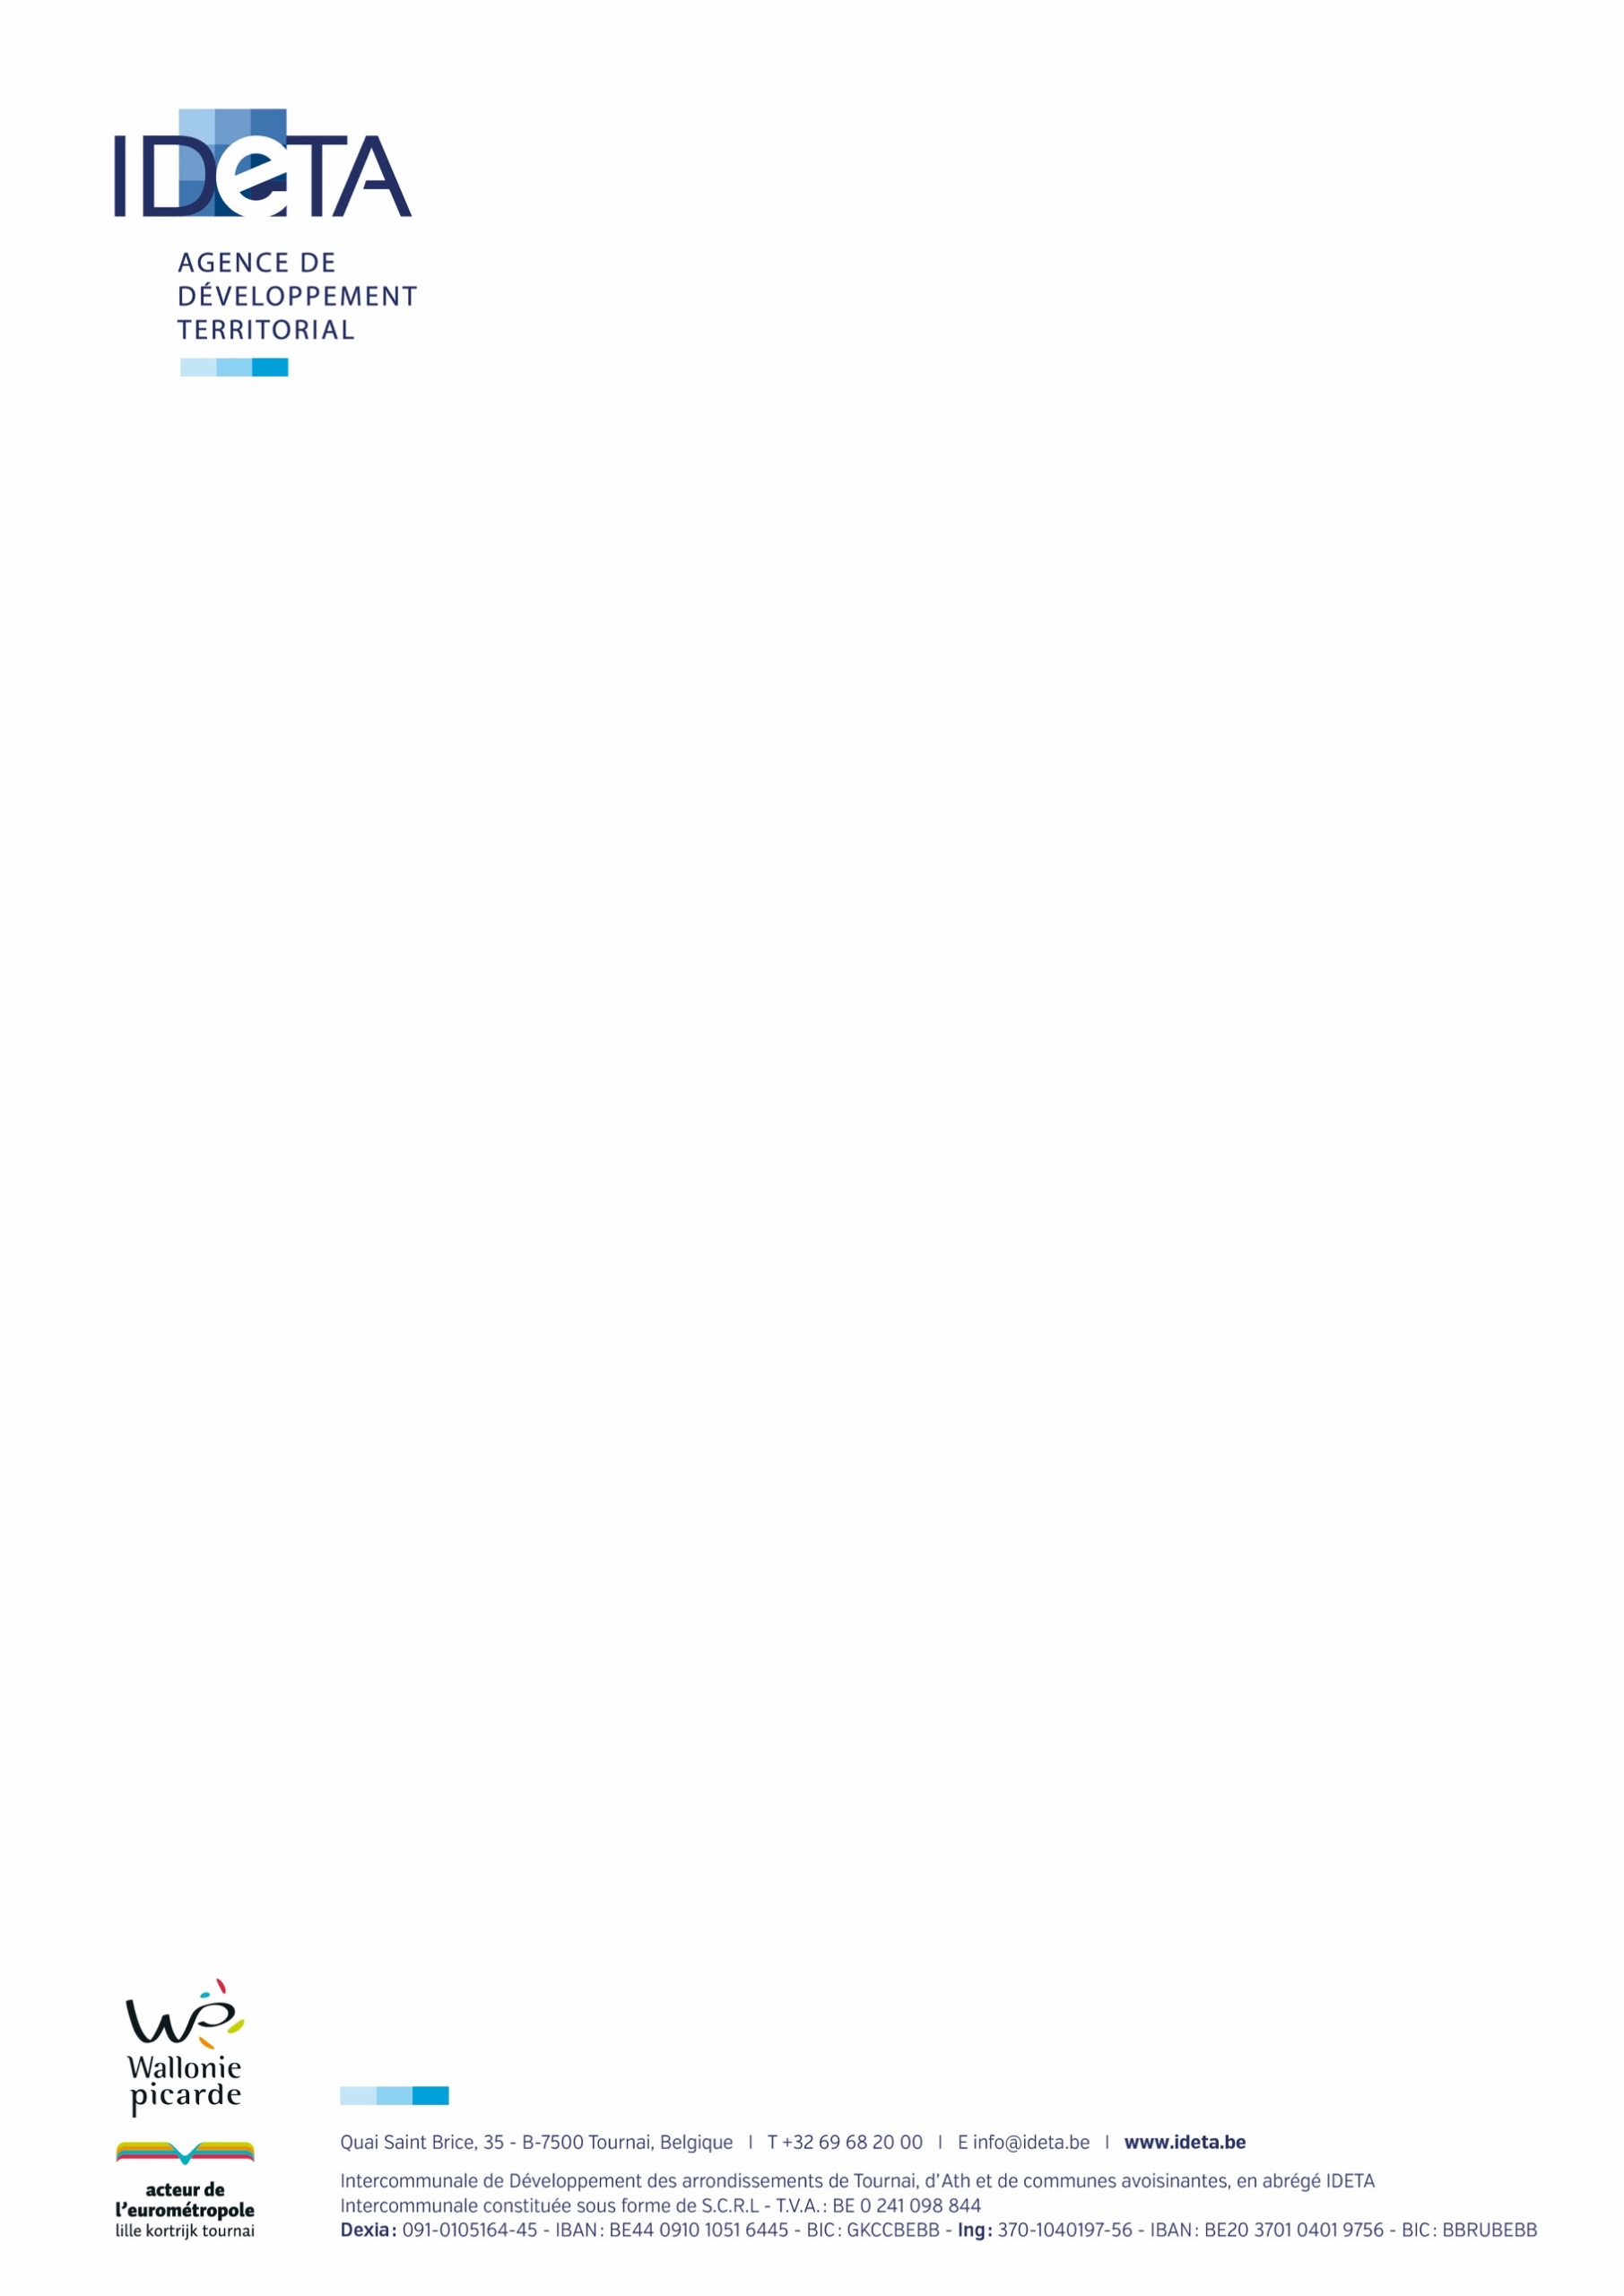 IDeTA
AGENCE DE
DÉVELOPPEMENT
TERRITORIAL
Wallonie
picarde
acteur de
l'eurométropole
lille kortrijk tournai
Quai Saint Brice, 35 - B-7500 Tournai, Belgique | T +32 69 68 20 00 | E info@ideta.be | www.ideta.be
Intercommunale de Développement des arrondissements de Tournai, d'Ath et de communes avoisinantes, en abrégé IDETA
Intercommunale constituée sous forme de S.C.R.L - T.V.A.: BE 0 241 098 844
Dexia: 091-0105164-45 - IBAN: BE44 0910 1051 6445 - BIC: GKCCBEBB - Ing: 370-1040197-56 - IBAN: BE20 3701 0401 9756 - BIC: BBRUBEBB